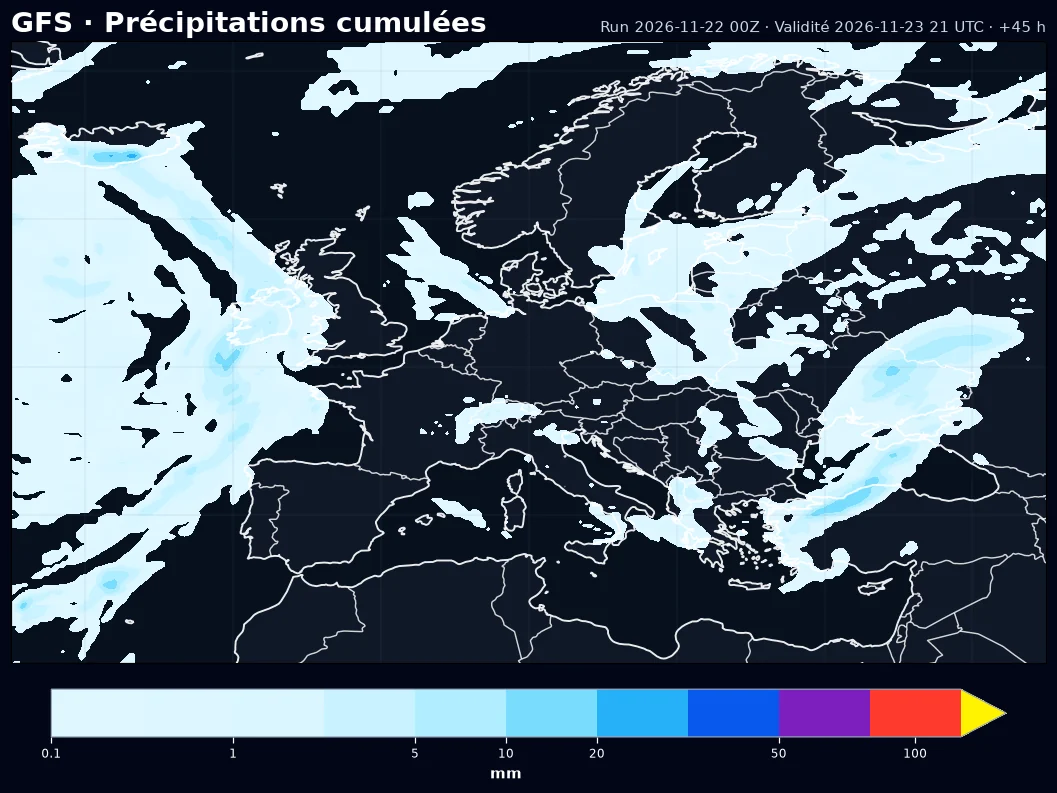 GFS · Précipitations cumulées
Run 2026-11-22 00Z · Validité 2026-11-23 21 UTC · +45 h
0.1 1 5 10 20 50 100
mm